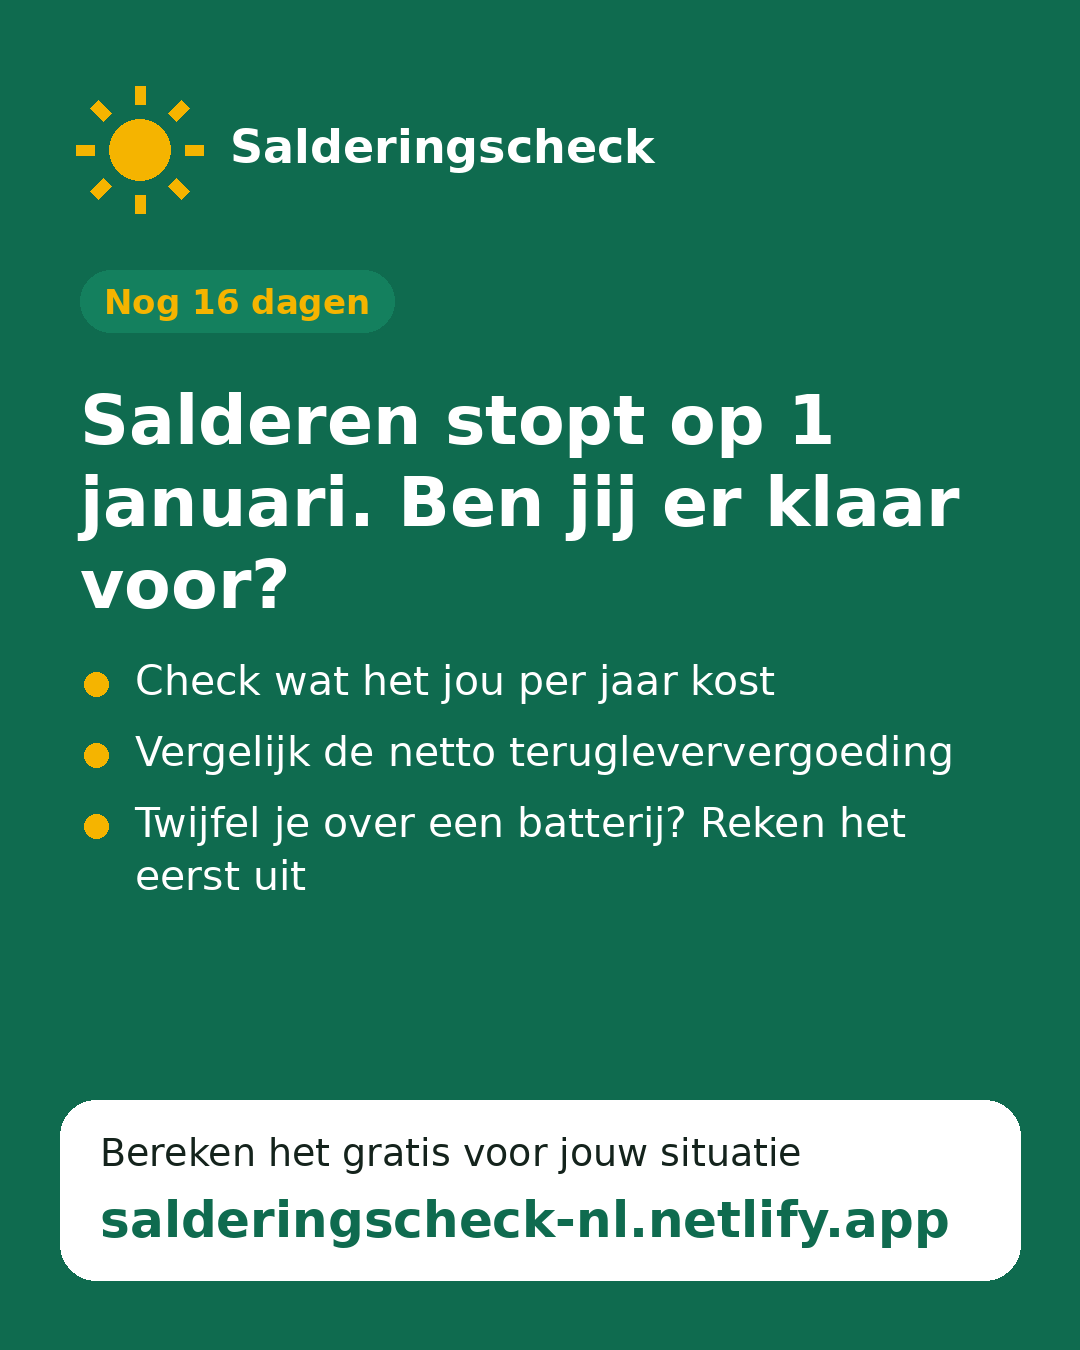 Salderingscheck
Nog 16 dagen
Salderen stopt op 1
januari. Ben jij er klaar
voor?
Check wat het jou per jaar kost
Vergelijk de netto terugleververgoeding
Twijfel je over een batterij? Reken het
eerst uit
Bereken het gratis voor jouw situatie
salderingscheck-nl.netlify.app